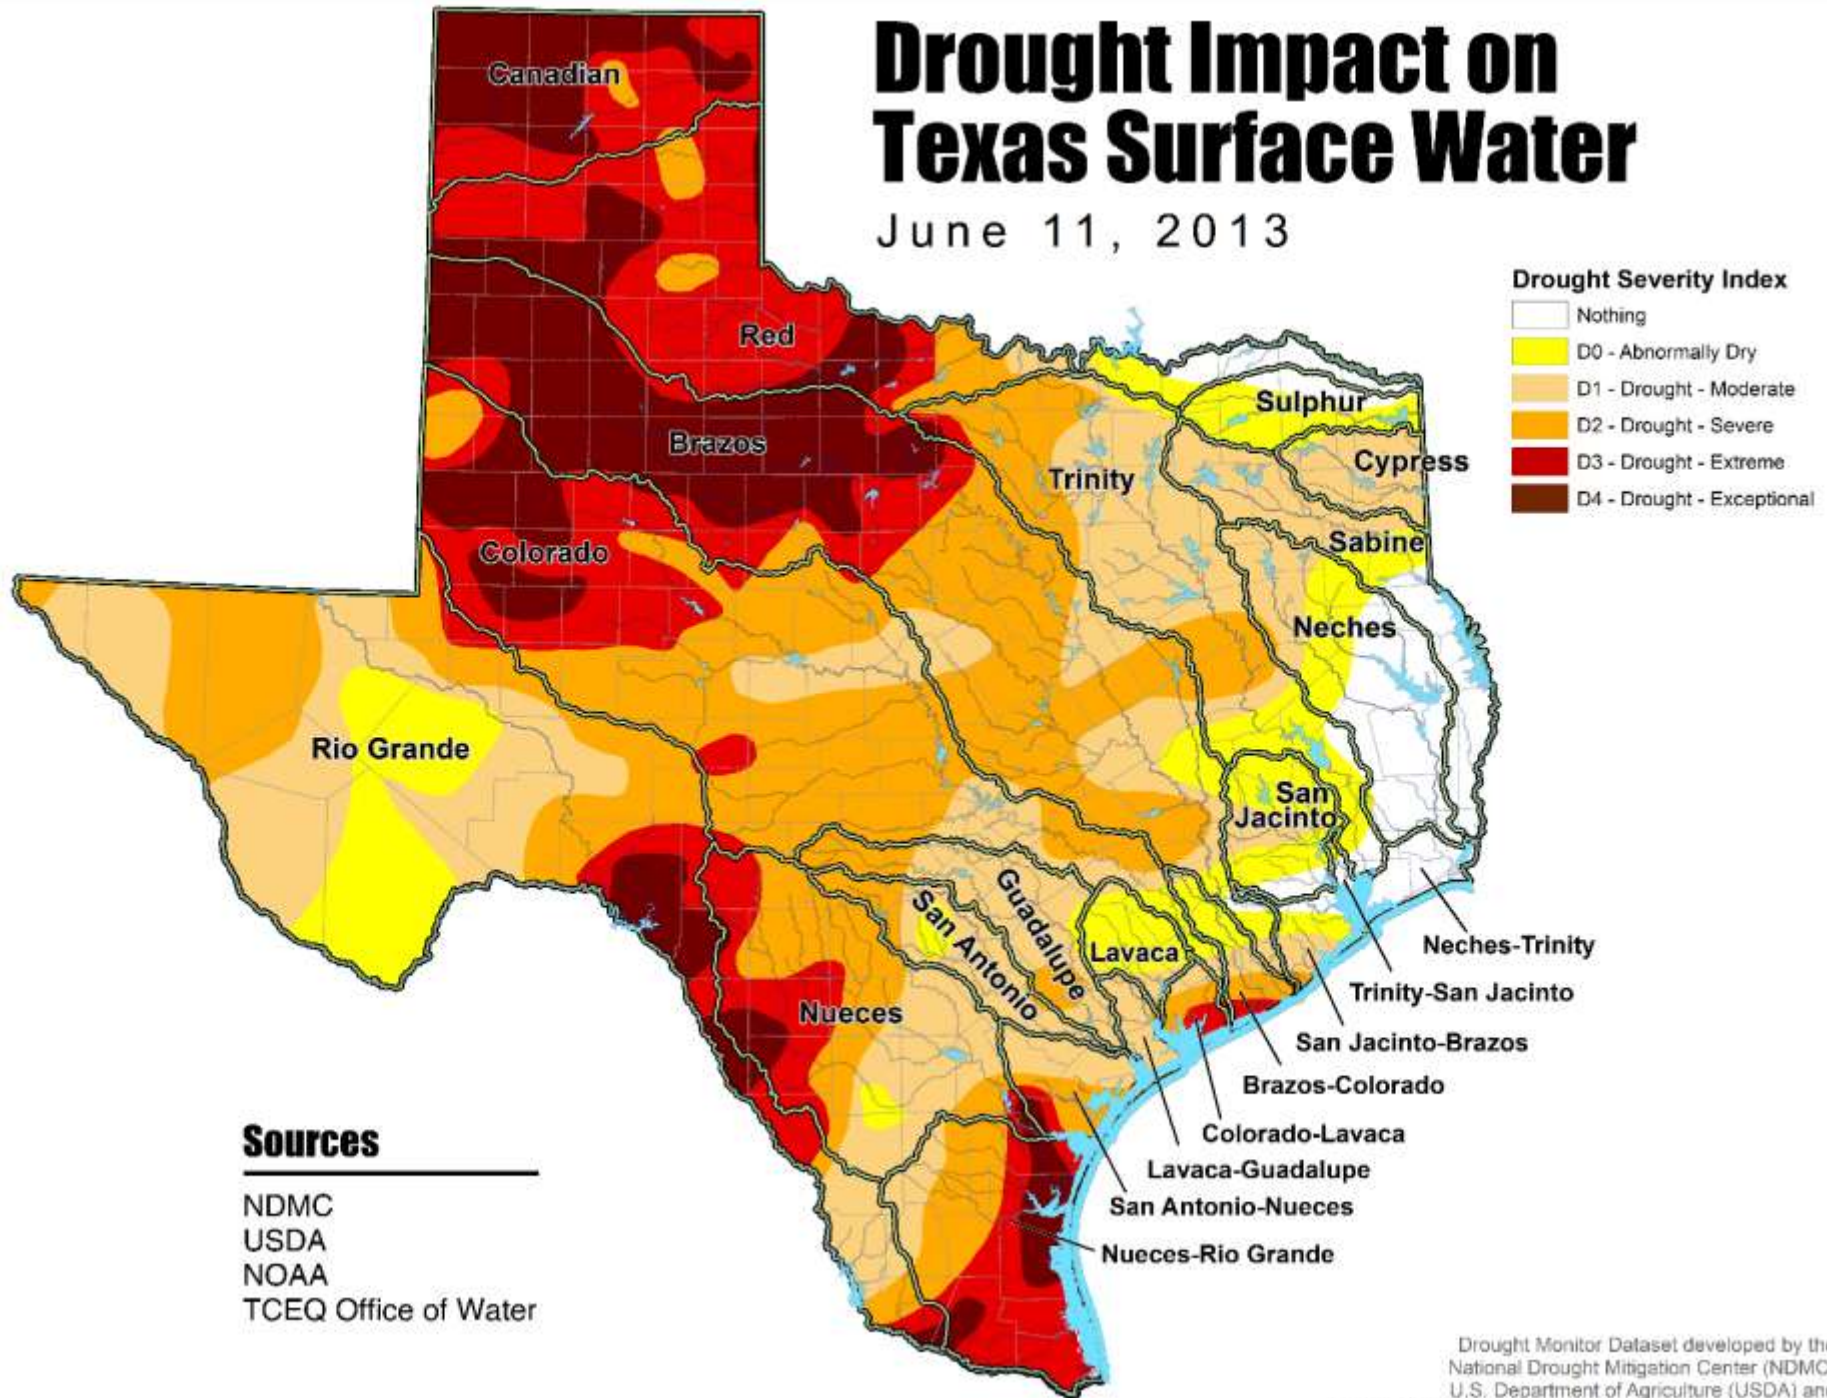 Drought Impact on
Texas Surface Water
June 11, 2013
Drought Severity Index
Nothing
D0 - Abnormally Dry
D1 - Drought - Moderate
D2 - Drought - Severe
D3 - Drought - Extreme
D4 - Drought - Exceptional
Canadian
Red
Sulphur
Brazos
Cypress
Trinity
Sabine
Colorado
Neches
Rio Grande
San
Jacinto
Guadalupe
San Antonio
Lavaca
Neches-Trinity
Trinity-San Jacinto
Nueces
San Jacinto-Brazos
Brazos-Colorado
Colorado-Lavaca
Lavaca-Guadalupe
San Antonio-Nueces
Nueces-Rio Grande
Sources
NDMC
USDA
NOAA
TCEQ Office of Water
Drought Monitor Dataset developed by the
National Drought Mitigation Center (NDMC
U.S. Department of Agriculture (USDA) and